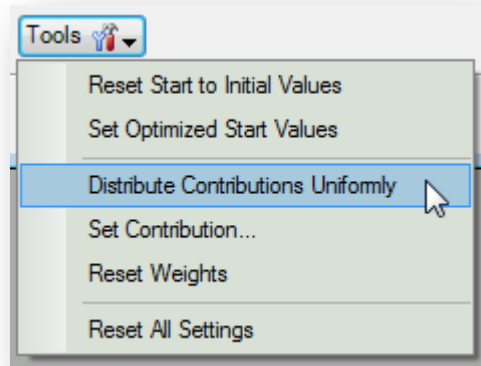 Tools
Reset Start to Initial Values
Set Optimized Start Values
Distribute Contributions Uniformly
Set Contribution...
Reset Weights
Reset All Settings